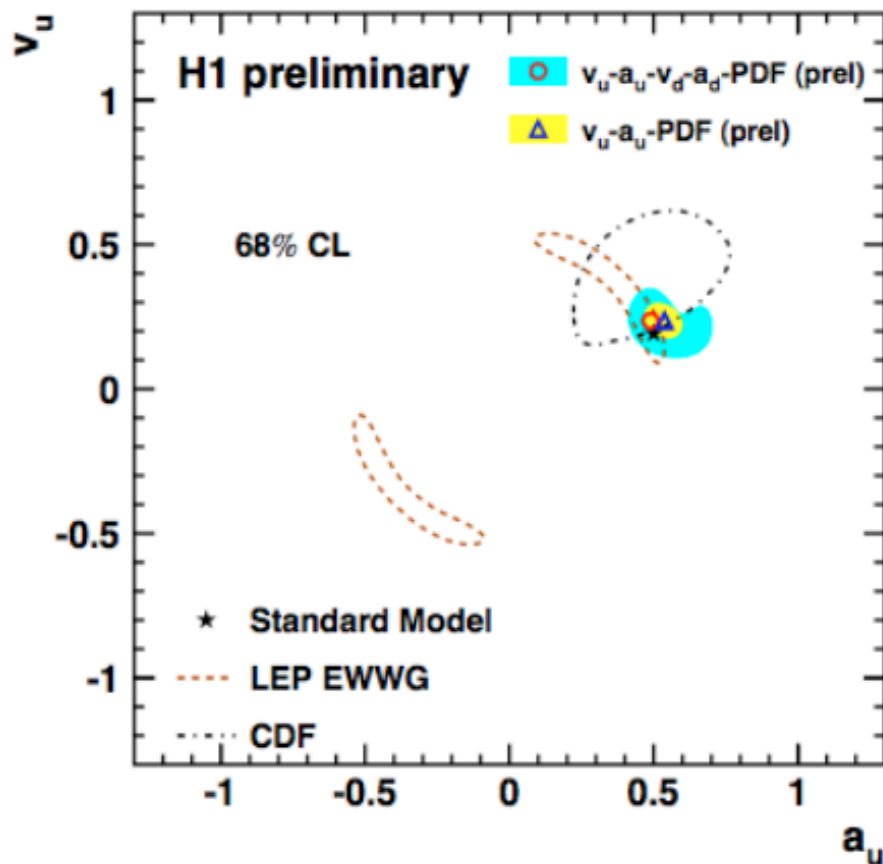 v_u
H1 preliminary
v_u-a_u-v_d-a_d-PDF (prel)
v_u-a_u-PDF (prel)
1
0.5
68% CL
0
-0.5
Standard Model
LEP EWWG
-1
CDF
-1 -0.5 0 0.5 1
a_u